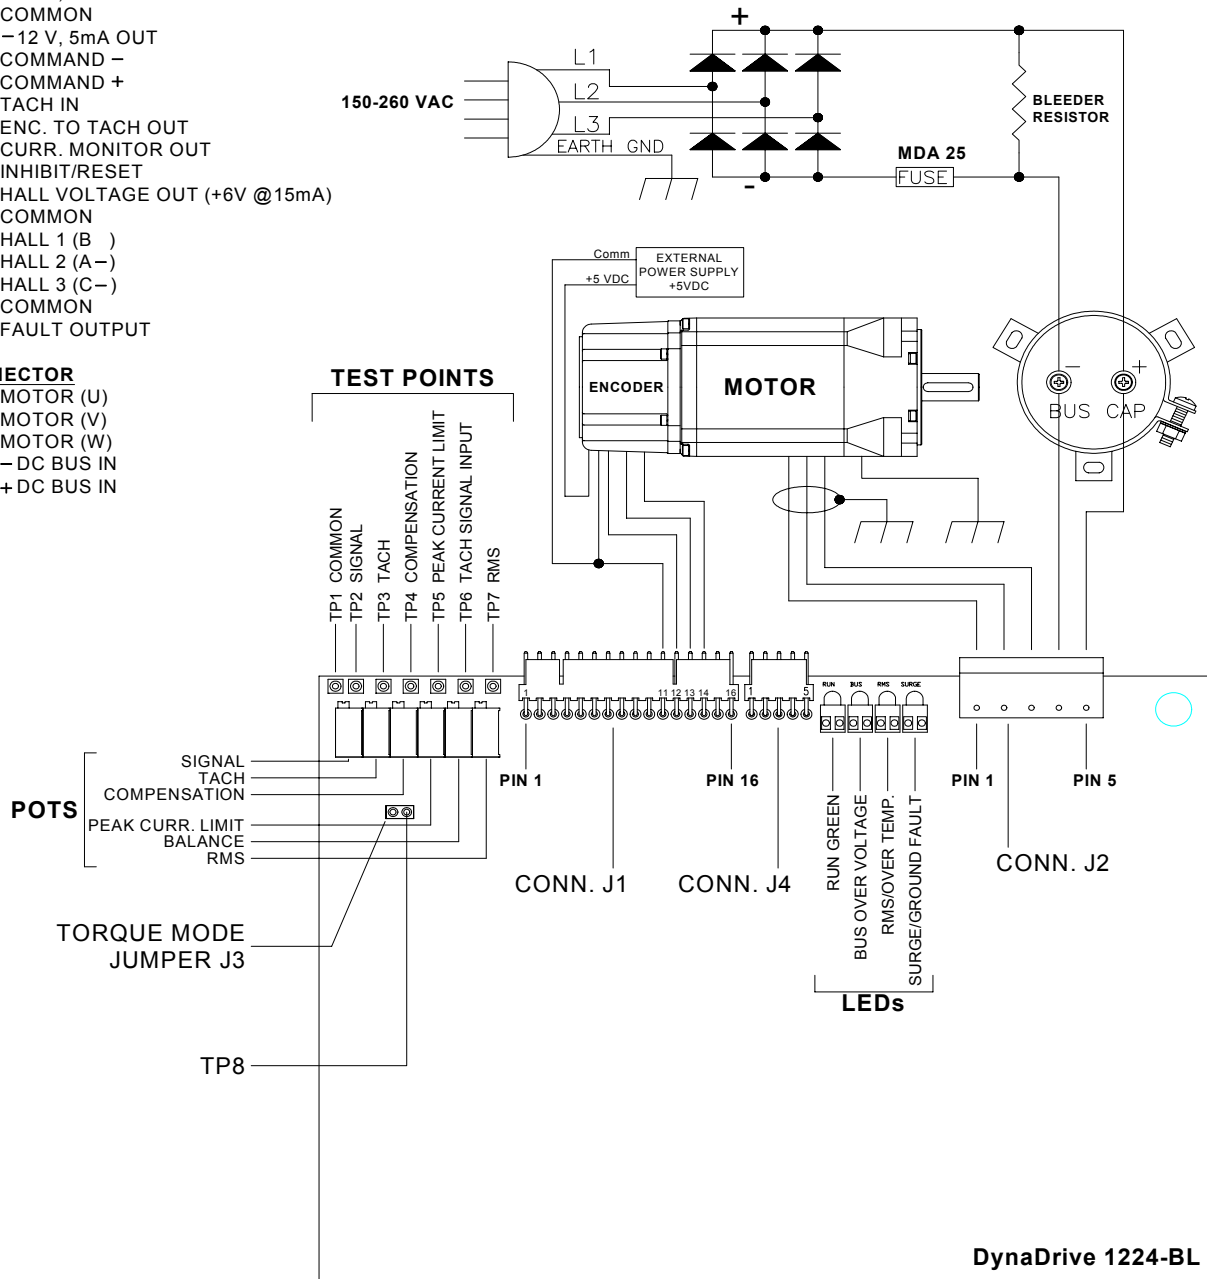 COMMON
−12 V, 5mA OUT
COMMAND −
COMMAND +
TACH IN
ENC. TO TACH OUT
CURR. MONITOR OUT
INHIBIT/RESET
HALL VOLTAGE OUT (+6V @15mA)
COMMON
HALL 1 (B )
HALL 2 (A−)
HALL 3 (C−)
COMMON
FAULT OUTPUT
MOTOR (U)
MOTOR (V)
MOTOR (W)
− DC BUS IN
+ DC BUS IN
150-260 VAC
L1
L2
L3
EARTH GND
+
-
MDA 25
FUSE
BLEEDER
RESISTOR
Comm
+5 VDC
EXTERNAL
POWER SUPPLY
+5VDC
ENCODER
MOTOR
− +
BUS CAP
TEST POINTS
TP1 COMMON
TP2 SIGNAL
TP3 TACH
TP4 COMPENSATION
TP5 PEAK CURRENT LIMIT
TP6 TACH SIGNAL INPUT
TP7 RMS
1 11 12 13 14 16
1 5
RUN BUS RMS SURGE
PIN 1
PIN 16
PIN 1
PIN 5
POTS
SIGNAL
TACH
COMPENSATION
PEAK CURR. LIMIT
BALANCE
RMS
CONN. J1
CONN. J4
CONN. J2
RUN GREEN
BUS OVER VOLTAGE
RMS/OVER TEMP.
SURGE/GROUND FAULT
LEDs
TORQUE MODE
JUMPER J3
TP8
DynaDrive 1224-BL